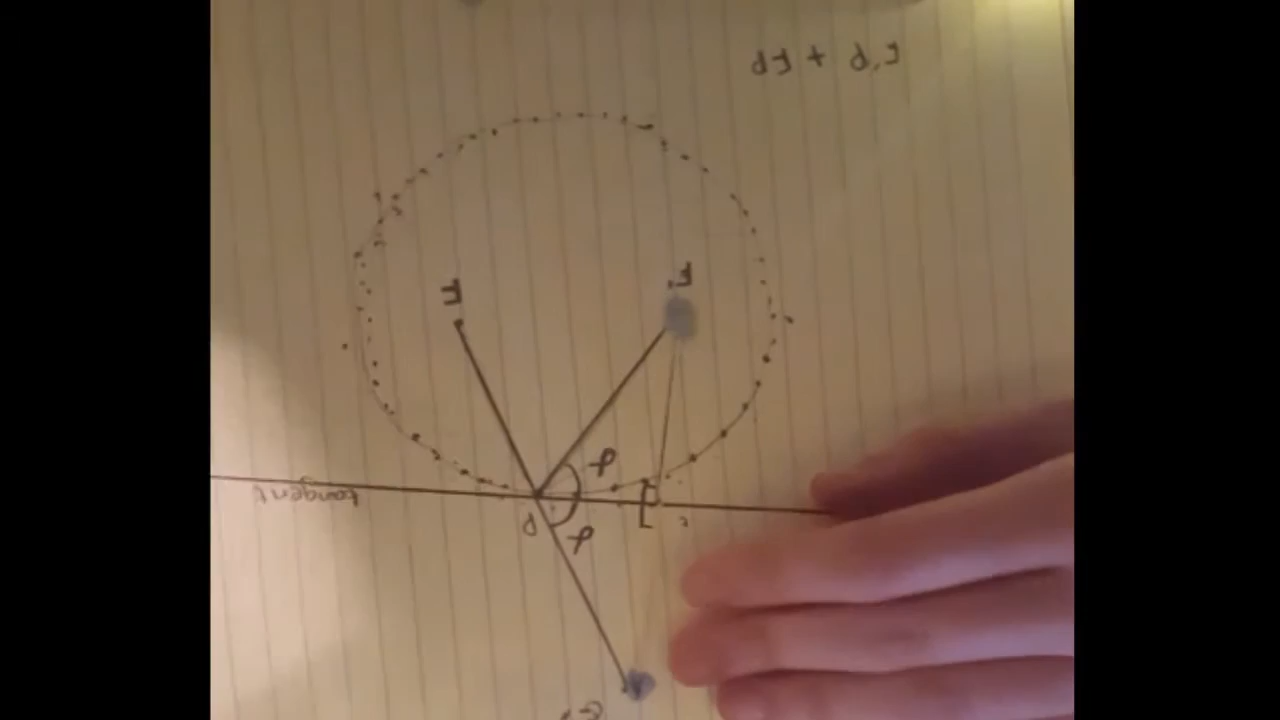 α
P
tangent
α
F'
F
F'P + FP